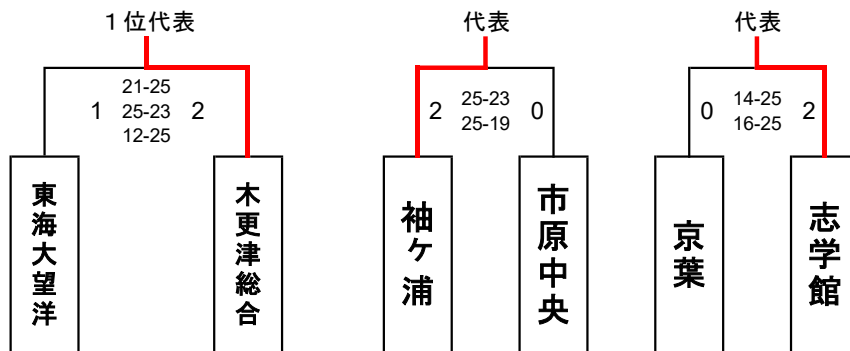 1位代表
21-25
1 25-23 2
12-25
東海大望洋
木更津総合
代表
2 25-23 0
25-19
袖ケ浦
市原中央
代表
0 14-25 2
16-25
京葉
志学館